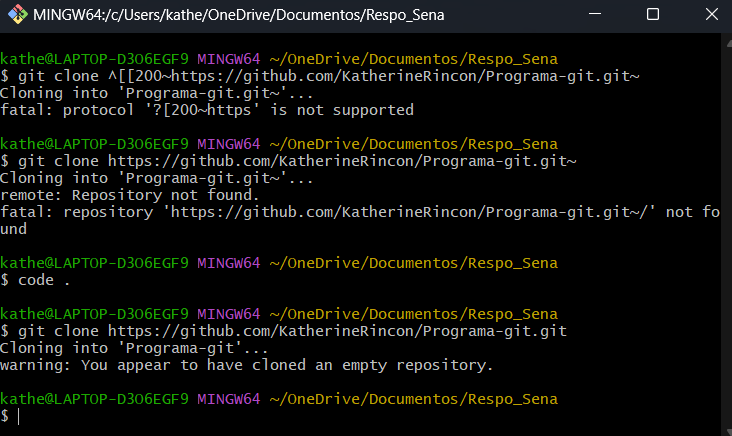 MINGW64:/c/Users/kathe/OneDrive/Documentos/Respo_Sena
kathe@LAPTOP-D3O6EGF9 MINGW64 ~/OneDrive/Documentos/Respo_Sena
$ git clone ^[[200~https://github.com/KatherineRincon/Programa-git.git~
Cloning into 'Programa-git.git~'...
fatal: protocol '?[200~https' is not supported
kathe@LAPTOP-D3O6EGF9 MINGW64 ~/OneDrive/Documentos/Respo_Sena
$ git clone https://github.com/KatherineRincon/Programa-git.git~
Cloning into 'Programa-git.git~'...
remote: Repository not found.
fatal: repository 'https://github.com/KatherineRincon/Programa-git.git~/' not fo
und
kathe@LAPTOP-D3O6EGF9 MINGW64 ~/OneDrive/Documentos/Respo_Sena
$ code .
kathe@LAPTOP-D3O6EGF9 MINGW64 ~/OneDrive/Documentos/Respo_Sena
$ git clone https://github.com/KatherineRincon/Programa-git.git
Cloning into 'Programa-git'...
warning: You appear to have cloned an empty repository.
kathe@LAPTOP-D3O6EGF9 MINGW64 ~/OneDrive/Documentos/Respo_Sena
$